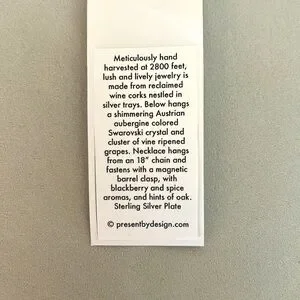 Meticulously hand
harvested at 2800 feet,
lush and lively jewelry is
made from reclaimed
wine corks nestled in
silver trays. Below hangs
a shimmering Austrian
aubergine colored
Swarovski crystal and
cluster of vine ripened
grapes. Necklace hangs
from an 18" chain and
fastens with a magnetic
barrel clasp, with
blackberry and spice
aromas, and hints of oak.
Sterling Silver Plate
© presentbydesign.com